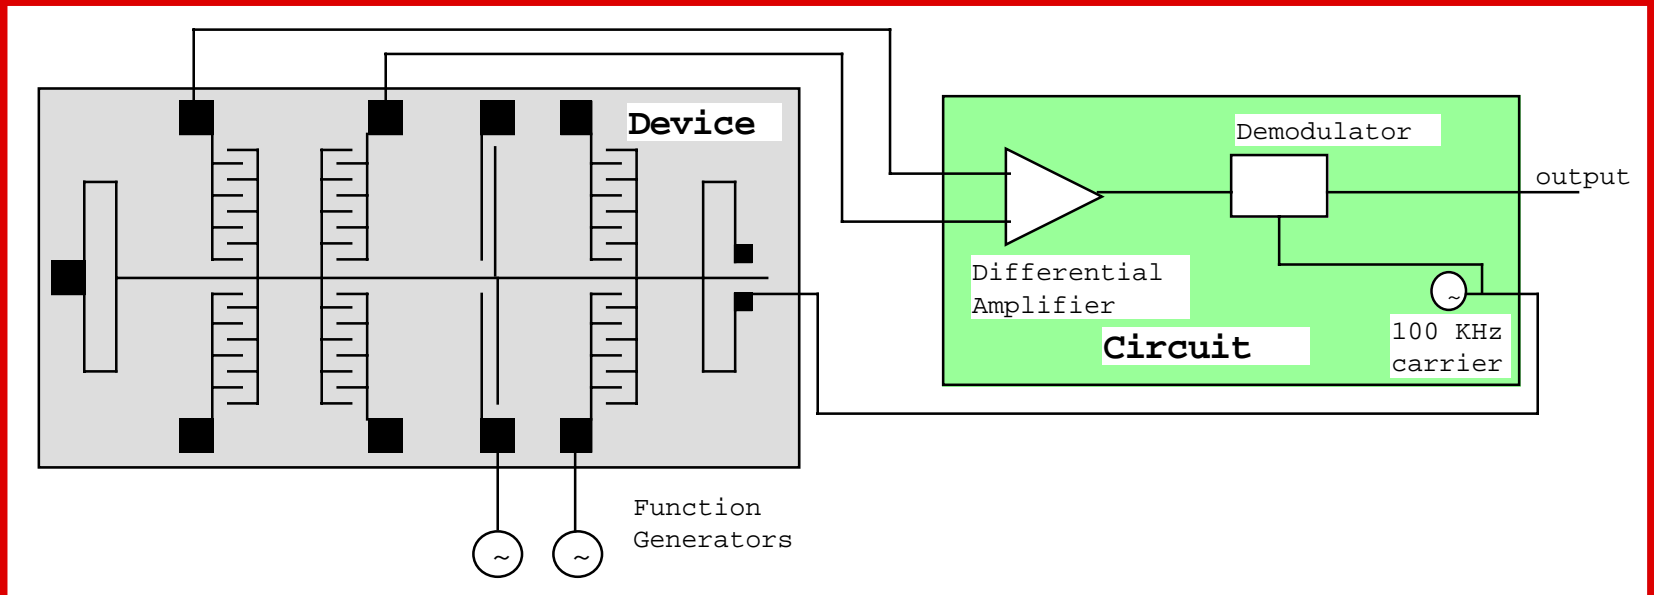 Device
Demodulator
output
Differential
Amplifier
~
100 KHz
carrier
Circuit
Function
Generators
~
~